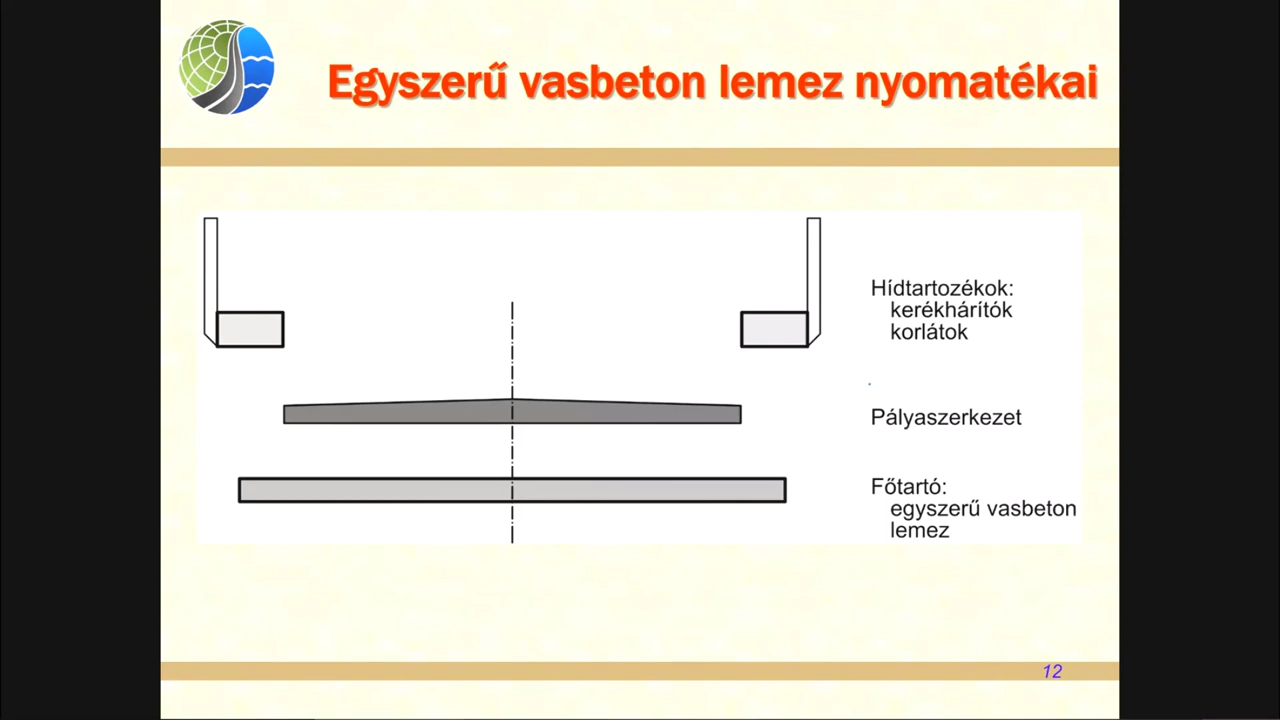 Egyszerű vasbeton lemez nyomatékai
Hídtartozékok:
kerékhárítók
korlátok
Pályaszerkezet
Főtartó:
egyszerű vasbeton
lemez
12